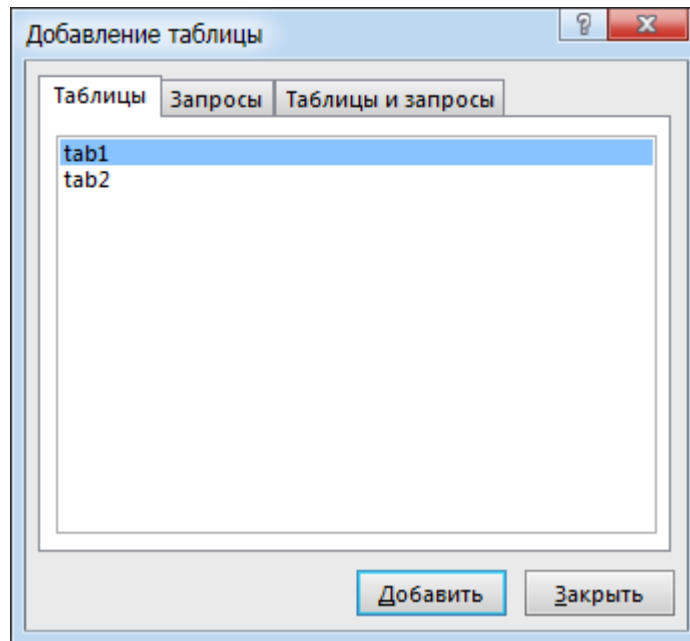 Добавление таблицы
Таблицы Запросы Таблицы и запросы
tab1
tab2
Добавить Закрыть